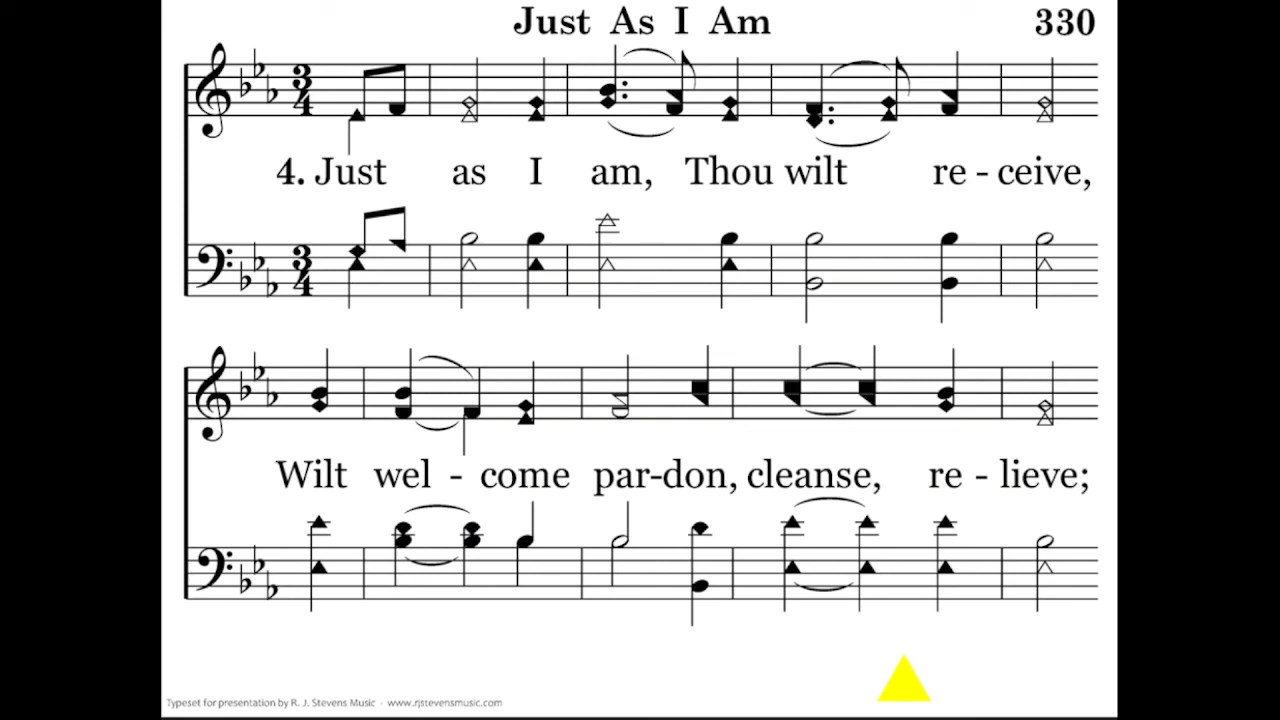 Just As I Am 330
4. Just as I am, Thou wilt re - ceive,
Wilt wel - come par-don, cleanse, re - lieve;
Typeset for presentation by R. J. Stevens Music · www.rjstevensmusic.com